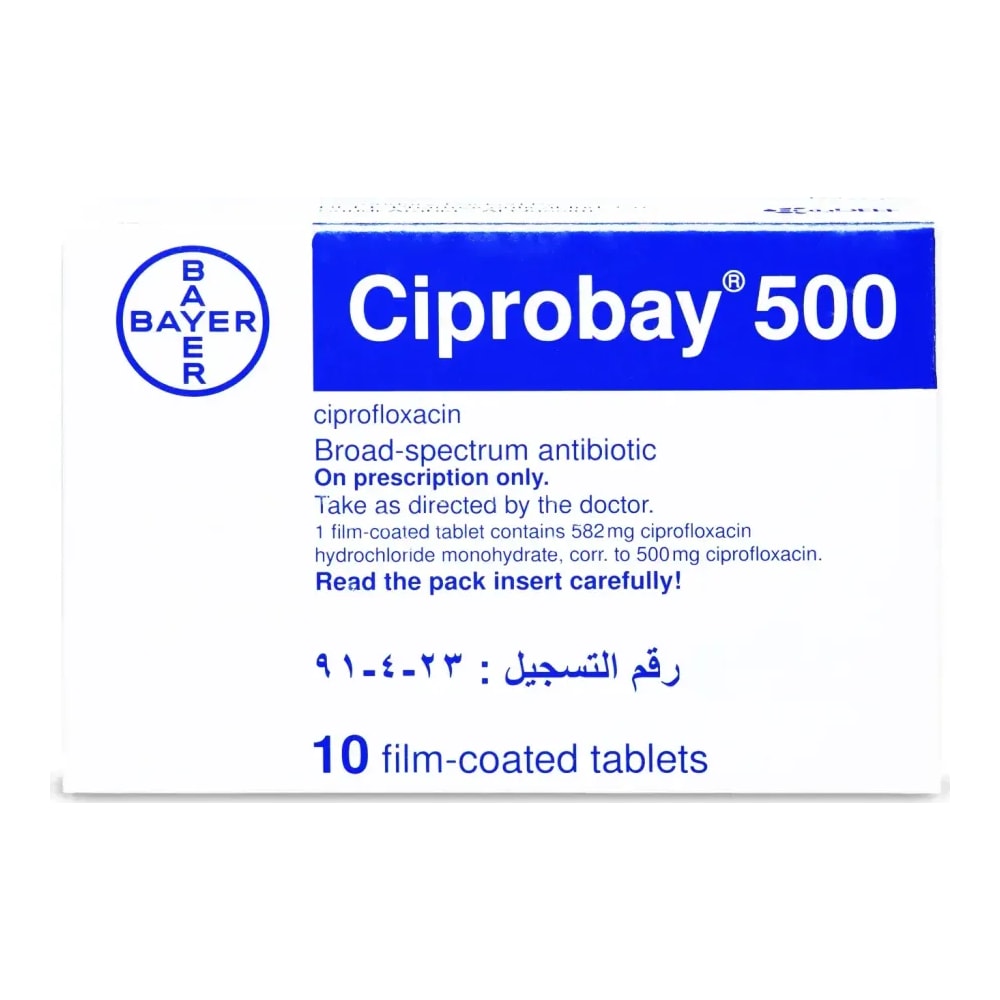 BAYER
BAYER
Ciprobay® 500
ciprofloxacin
Broad-spectrum antibiotic
On prescription only.
Take as directed by the doctor.
1 film-coated tablet contains 582 mg ciprofloxacin
hydrochloride monohydrate, corr. to 500 mg ciprofloxacin.
Read the pack insert carefully!
رقم التسجيل : ٢٣-٤-٩١
10 film-coated tablets